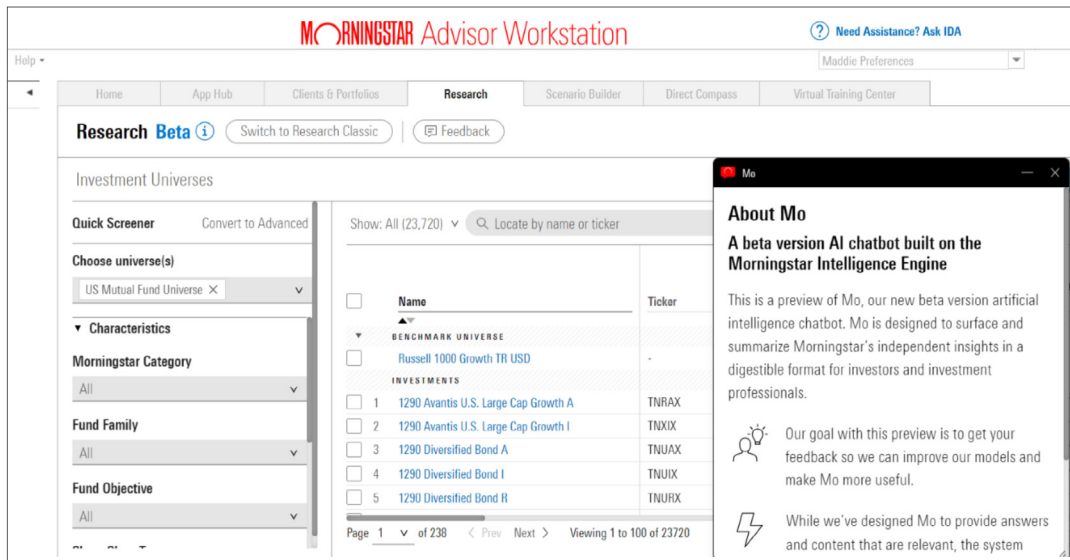 MORNINGSTAR Advisor Workstation
? Need Assistance? Ask IDA
Help
Maddie Preferences
Home
App Hub
Clients & Portfolios
Research
Scenario Builder
Direct Compass
Virtual Training Center
Research Beta i
Switch to Research Classic
Feedback
Investment Universes
Quick Screener
Convert to Advanced
Choose universe(s)
US Mutual Fund Universe X
Characteristics
Morningstar Category
All
Fund Family
All
Fund Objective
All
Show: All (23,720)
Locate by name or ticker
Name
Ticker
BENCHMARK UNIVERSE
Russell 1000 Growth TR USD -
INVESTMENTS
1 1290 Avantis U.S. Large Cap Growth A TNRAX
2 1290 Avantis U.S. Large Cap Growth I TNXIX
3 1290 Diversified Bond A TNUAX
4 1290 Diversified Bond I TNUIX
5 1290 Diversified Bond R TNURX
Page 1 of 238 < Prev Next > Viewing 1 to 100 of 23720
Mo
About Mo
A beta version AI chatbot built on the
Morningstar Intelligence Engine
This is a preview of Mo, our new beta version artificial
intelligence chatbot. Mo is designed to surface and
summarize Morningstar's independent insights in a
digestible format for investors and investment
professionals.
Our goal with this preview is to get your
feedback so we can improve our models and
make Mo more useful.
While we've designed Mo to provide answers
and content that are relevant, the system